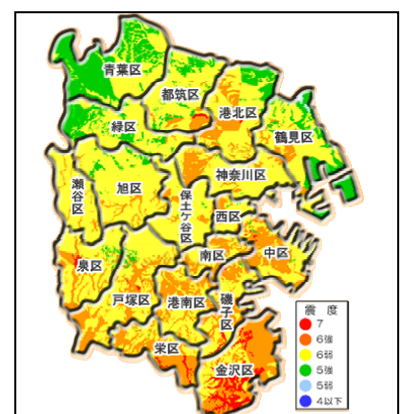 青葉区
都筑区
港北区
緑区
鶴見区
神奈川区
瀬谷区
旭区
保土ケ谷区
西区
泉区
南区
中区
戸塚区
港南区
磯子区
栄区
金沢区
震度
7
6強
6弱
5強
5弱
4以下